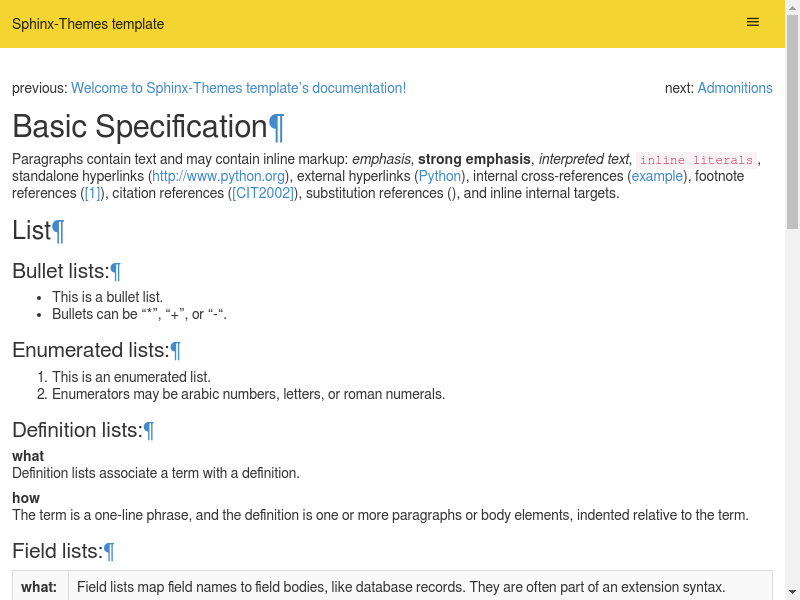 Sphinx-Themes template
previous: Welcome to Sphinx-Themes template’s documentation! next: Admonitions
Basic Specification¶
Paragraphs contain text and may contain inline markup: emphasis, strong emphasis, interpreted text, inline literals,
standalone hyperlinks (http://www.python.org), external hyperlinks (Python), internal cross-references (example), footnote
references ([1]), citation references ([CIT2002]), substitution references (), and inline internal targets.
List¶
Bullet lists:¶
• This is a bullet list.
• Bullets can be “*”, “+”, or “-“.
Enumerated lists:¶
1. This is an enumerated list.
2. Enumerators may be arabic numbers, letters, or roman numerals.
Definition lists:¶
what
Definition lists associate a term with a definition.
how
The term is a one-line phrase, and the definition is one or more paragraphs or body elements, indented relative to the term.
Field lists:¶
what: Field lists map field names to field bodies, like database records. They are often part of an extension syntax.